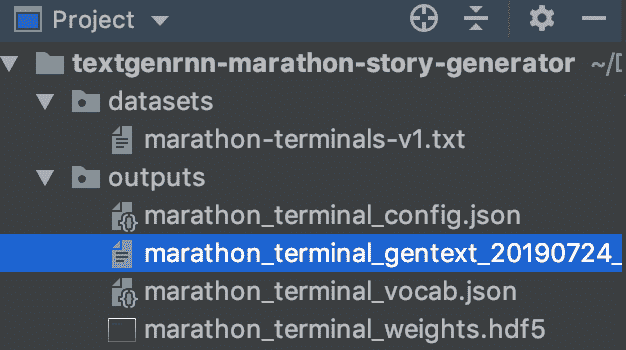 Project
textgenrnn-marathon-story-generator ~/
datasets
marathon-terminals-v1.txt
outputs
marathon_terminal_config.json
marathon_terminal_gentext_20190724_
marathon_terminal_vocab.json
marathon_terminal_weights.hdf5